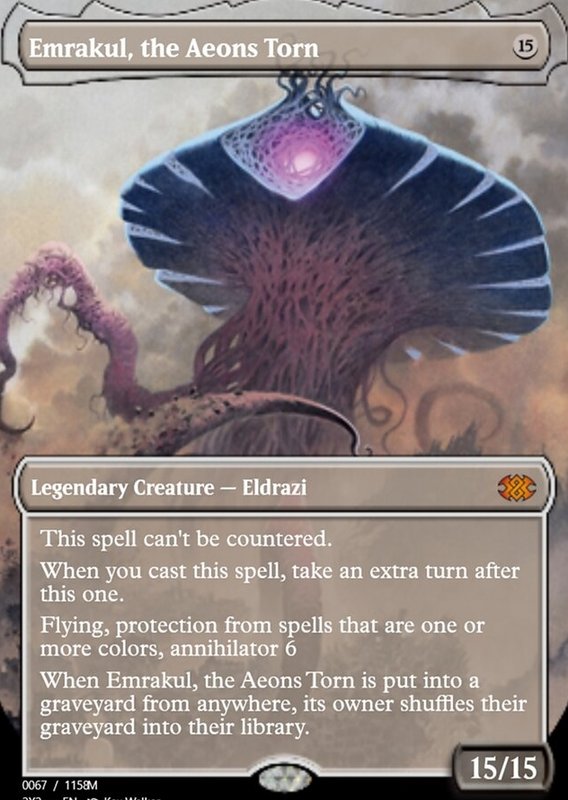 Emrakul, the Aeons Torn 15
Legendary Creature — Eldrazi
This spell can't be countered.
When you cast this spell, take an extra turn after
this one.
Flying, protection from spells that are one or
more colors, annihilator 6
When Emrakul, the Aeons Torn is put into a
graveyard from anywhere, its owner shuffles their
graveyard into their library.
15/15
0067 / 1158M